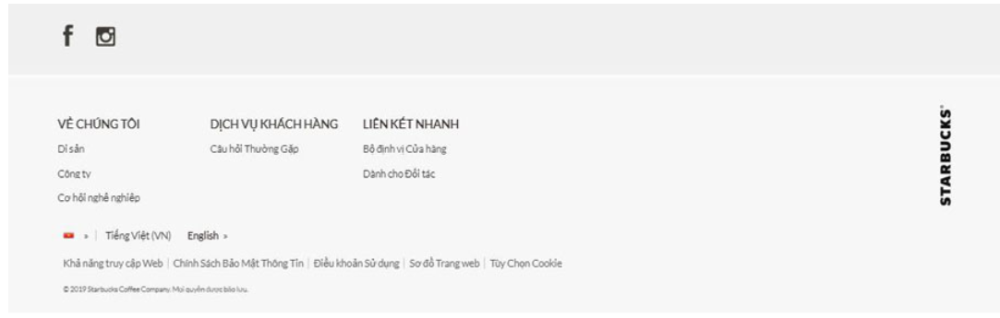 VỀ CHÚNG TÔI
Di sản
Công ty
Cơ hội nghề nghiệp
DỊCH VỤ KHÁCH HÀNG
Câu hỏi Thường Gặp
LIÊN KẾT NHANH
Bộ định vị Cửa hàng
Dành cho Đối tác
STARBUCKS
» | Tiếng Việt (VN) English »
Khả năng truy cập Web | Chính Sách Bảo Mật Thông Tin | Điều khoản Sử dụng | Sơ đồ Trang web | Tùy Chọn Cookie
© 2019 Starbucks Coffee Company. Mọi quyền được bảo lưu.